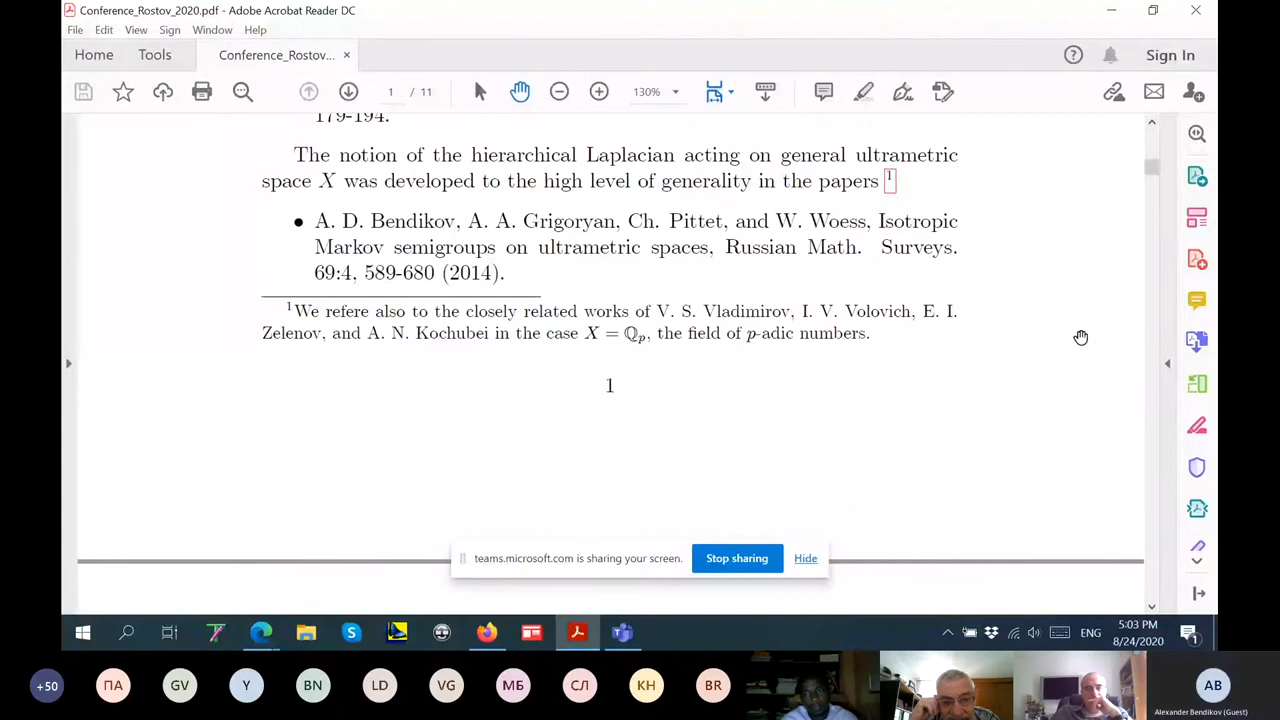 Conference_Rostov_2020.pdf - Adobe Acrobat Reader DC
File Edit View Sign Window Help
Home Tools Conference_Rostov... × Sign In
1 / 11 130%
179-194.
The notion of the hierarchical Laplacian acting on general ultrametric
space X was developed to the high level of generality in the papers 1
• A. D. Bendikov, A. A. Grigoryan, Ch. Pittet, and W. Woess, Isotropic
Markov semigroups on ultrametric spaces, Russian Math. Surveys.
69:4, 589-680 (2014).
1We refere also to the closely related works of V. S. Vladimirov, I. V. Volovich, E. I.
Zelenov, and A. N. Kochubei in the case X = ℚp, the field of p-adic numbers.
1
teams.microsoft.com is sharing your screen. Stop sharing Hide
ENG
5:03 PM
8/24/2020
1
+50 ПА GV Y BN LD VG МБ СЛ КН BR AB
Alexander Bendikov (Guest)